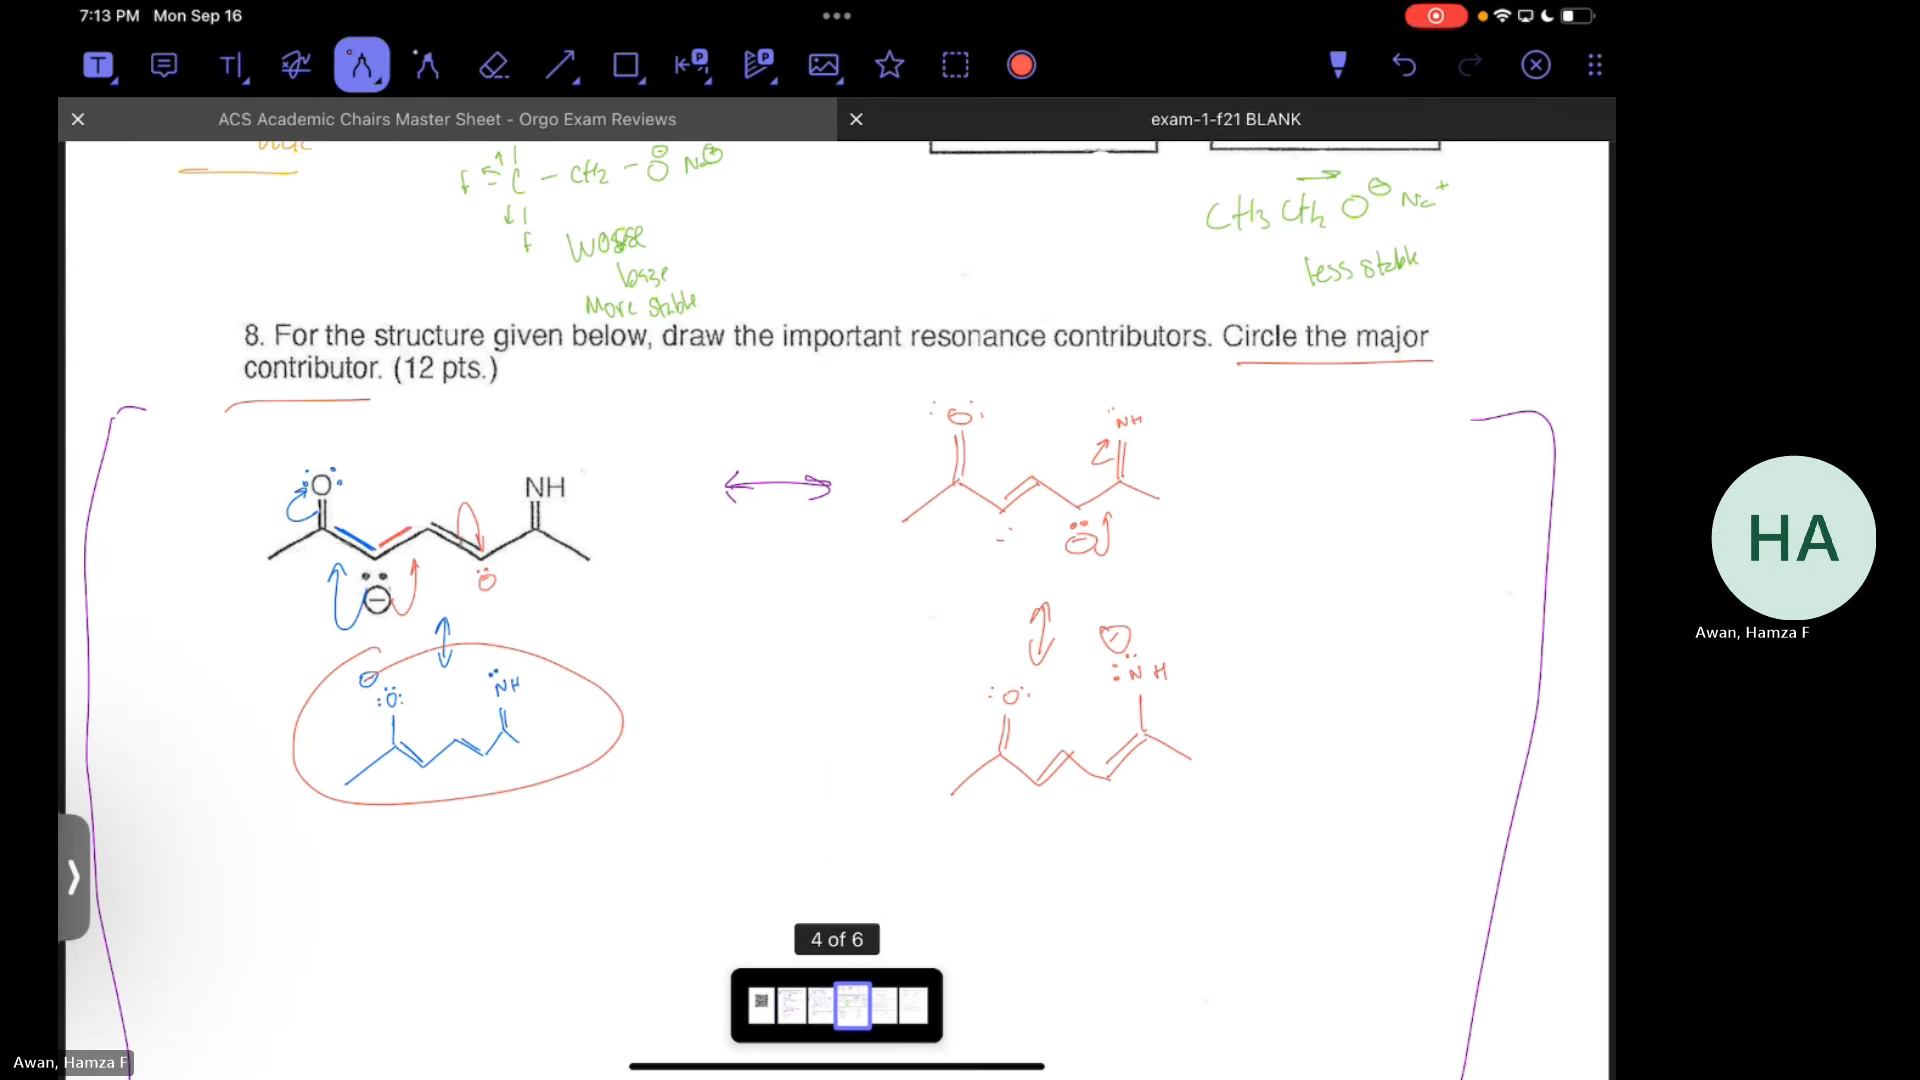 7:13 PM Mon Sep 16
ACS Academic Chairs Master Sheet - Orgo Exam Reviews
exam-1-f21 BLANK
F C - CH2 - O Na
F
Worse
base
More stable
CH3 CH2 O Na+
less stable
8. For the structure given below, draw the important resonance contributors. Circle the major
contributor. (12 pts.)
O
NH
O
NH
O
NH
O
NH
4 of 6
HA
Awan, Hamza F
Awan, Hamza F